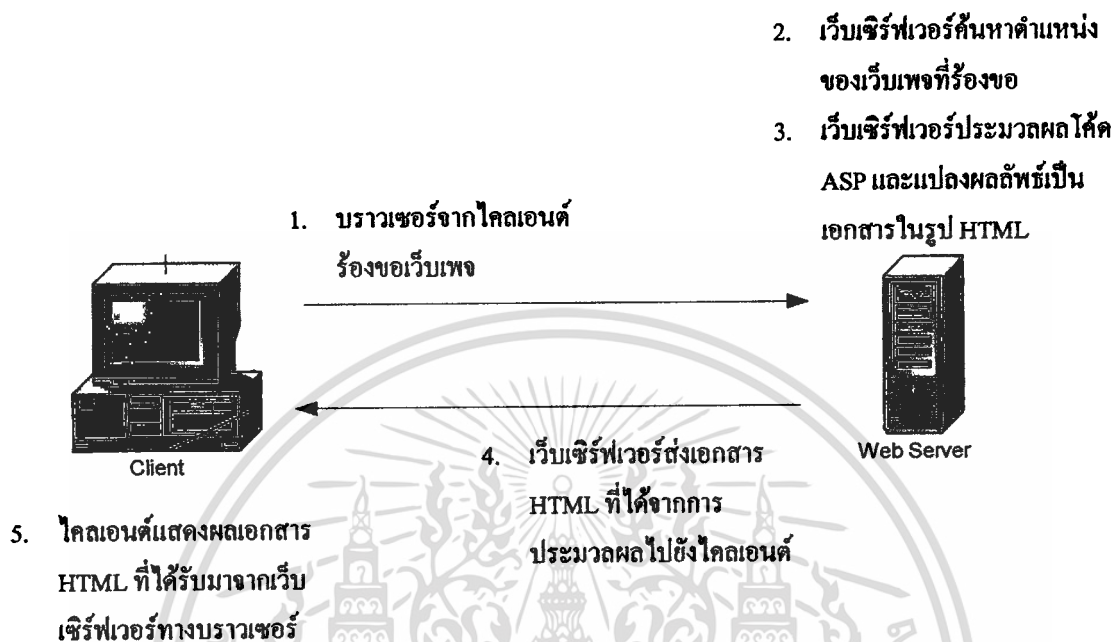 2. เว็บเซิร์ฟเวอร์ค้นหาตำแหน่ง
ของเว็บเพจที่ร้องขอ
3. เว็บเซิร์ฟเวอร์ประมวลผลโค้ด
ASP และแปลงผลลัพธ์เป็น
เอกสารในรูป HTML
1. บราวเซอร์จากไคลเอนต์
ร้องขอเว็บเพจ
Client
Web Server
4. เว็บเซิร์ฟเวอร์ส่งเอกสาร
HTML ที่ได้จากการ
ประมวลผลไปยังไคลเอนต์
5. ไคลเอนต์แสดงผลเอกสาร
HTML ที่ได้รับมาจากเว็บ
เซิร์ฟเวอร์ทางบราวเซอร์